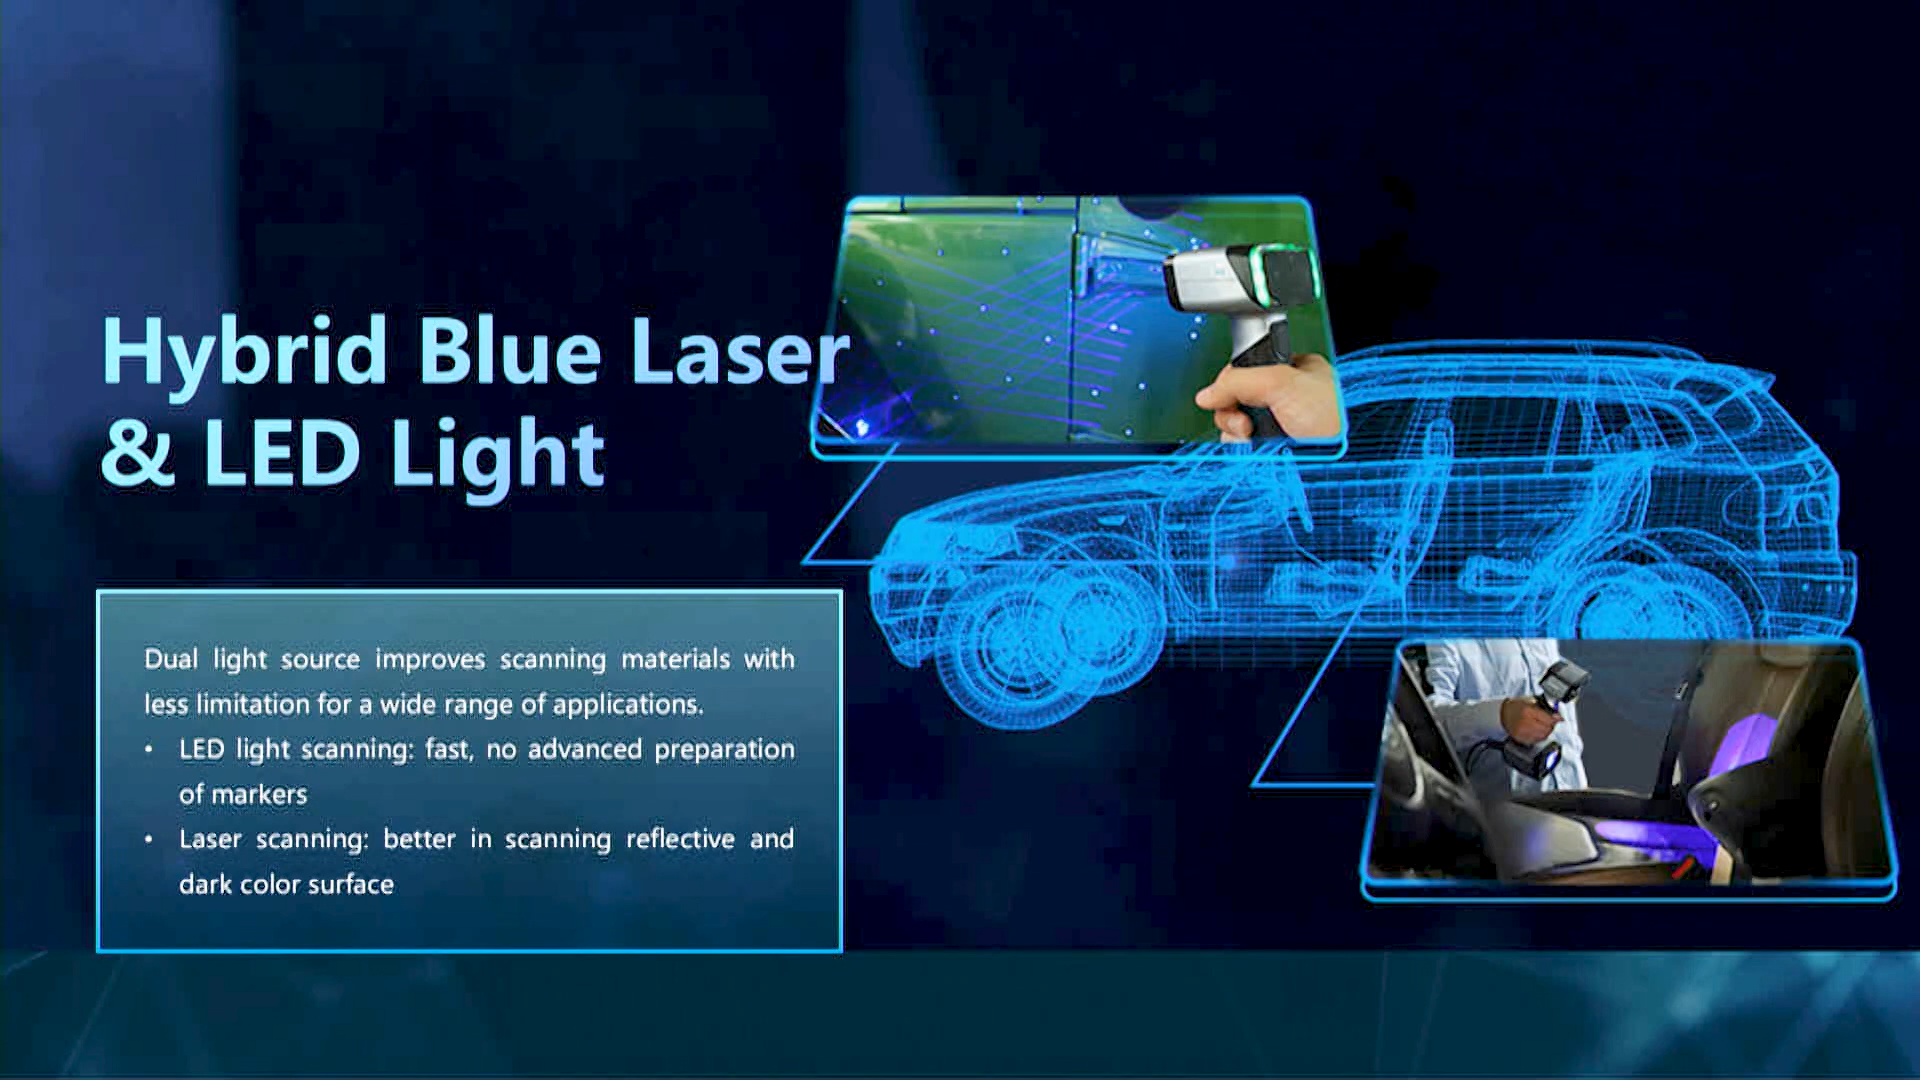 Hybrid Blue Laser
& LED Light
Dual light source improves scanning materials with
less limitation for a wide range of applications.
• LED light scanning: fast, no advanced preparation
of markers
• Laser scanning: better in scanning reflective and
dark color surface